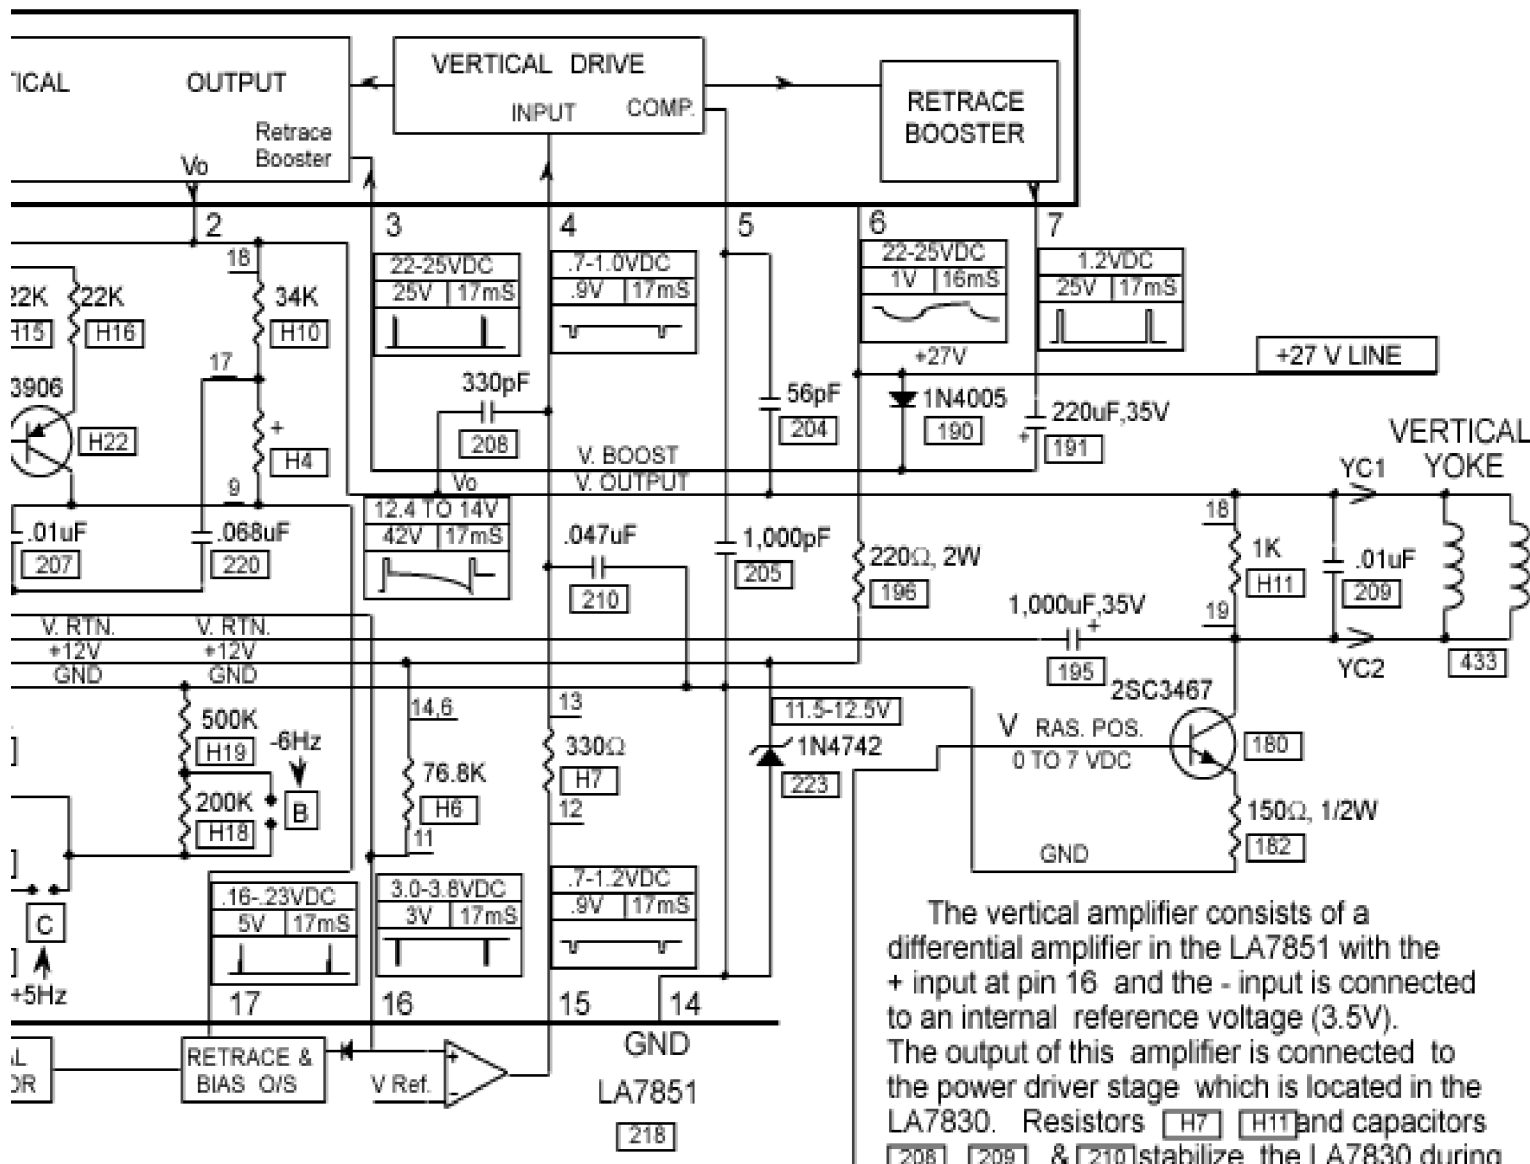 VERTICAL DRIVE
TICAL OUTPUT
INPUT COMP.
RETRACE
BOOSTER
Retrace
Booster
Vo
2 3 4 5 6 7
18
22K 22K 34K
H15 H16 H10
22-25VDC
25V 17mS
.7-1.0VDC
.9V 17mS
22-25VDC
1V 16mS
+27V
1.2VDC
25V 17mS
+27 V LINE
17
3906
H22
+
H4
9
330pF
208
56pF
204
1N4005
190
220uF,35V
+ 191
VERTICAL
YOKE
YC1
V. BOOST
Vo V. OUTPUT
12.4 TO 14V
42V 17mS
.01uF
207
.068uF
220
.047uF
210
1,000pF
205
220Ω, 2W
196
18
1K
H11
19
.01uF
209
1,000uF,35V
+
195
YC2
433
V. RTN. V. RTN.
+12V +12V
GND GND
500K
H19
-6Hz
200K
H18
B
14,6
76.8K
H6
11
13
330Ω
H7
12
11.5-12.5V
1N4742
223
2SC3467
V RAS. POS.
0 TO 7 VDC
180
150Ω, 1/2W
182
GND
C
+5Hz
.16-.23VDC
5V 17mS
3.0-3.8VDC
3V 17mS
.7-1.2VDC
.9V 17mS
17 16 15 14
GND
RETRACE &
BIAS O/S
V Ref.
+
-
LA7851
218
AL
OR
The vertical amplifier consists of a
differential amplifier in the LA7851 with the
+ input at pin 16 and the - input is connected
to an internal reference voltage (3.5V).
The output of this amplifier is connected to
the power driver stage which is located in the
LA7830. Resistors H7 H11 and capacitors
208 209 & 210 stabilize the LA7830 during